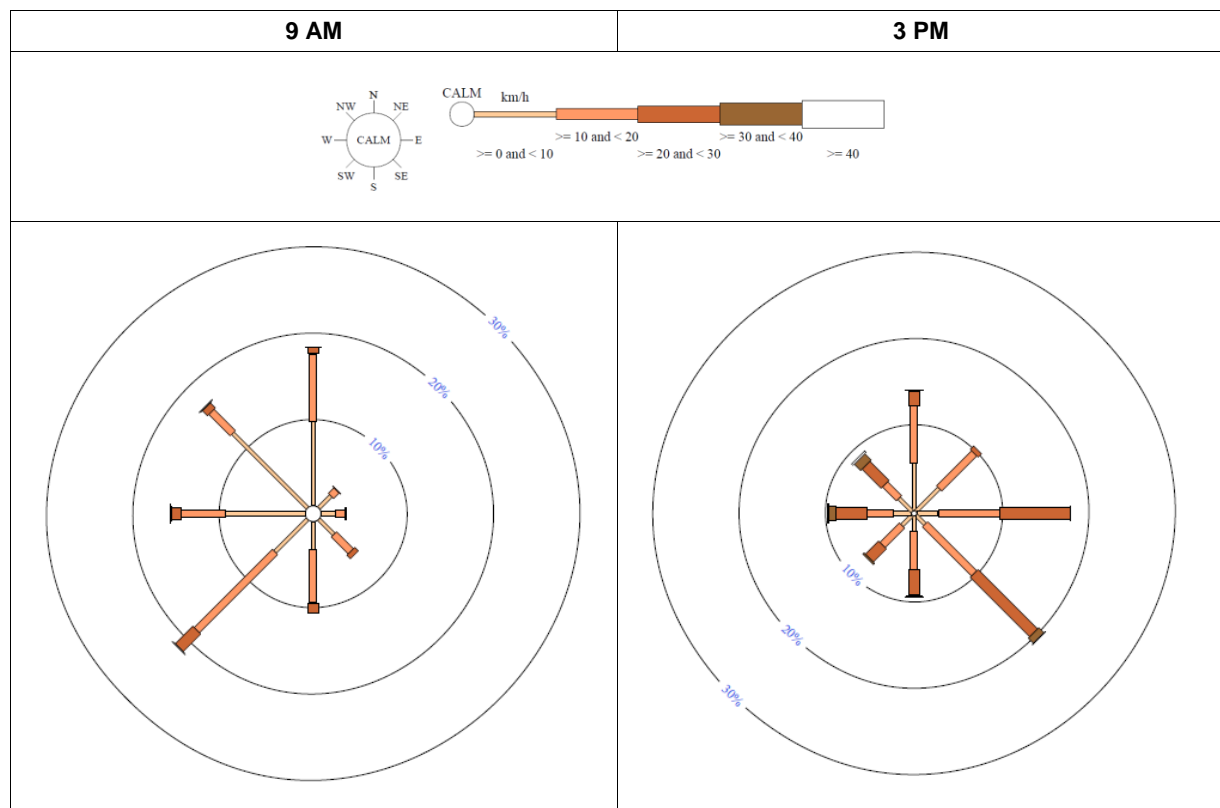 9 AM
3 PM
N
NW NE
W CALM E
SW SE
S
CALM km/h
>= 10 and < 20 >= 30 and < 40
>= 0 and < 10 >= 20 and < 30 >= 40
30%
20%
10%
10%
20%
30%